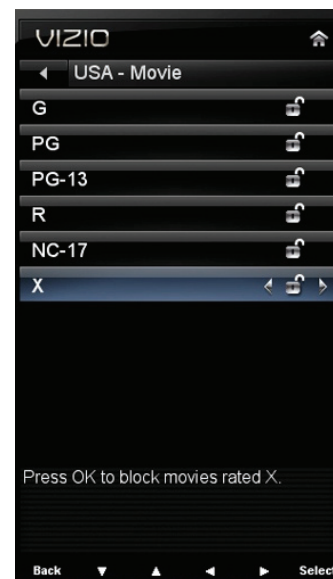 VIZIO
USA - Movie
G
PG
PG-13
R
NC-17
X
Press OK to block movies rated X.
Back Select